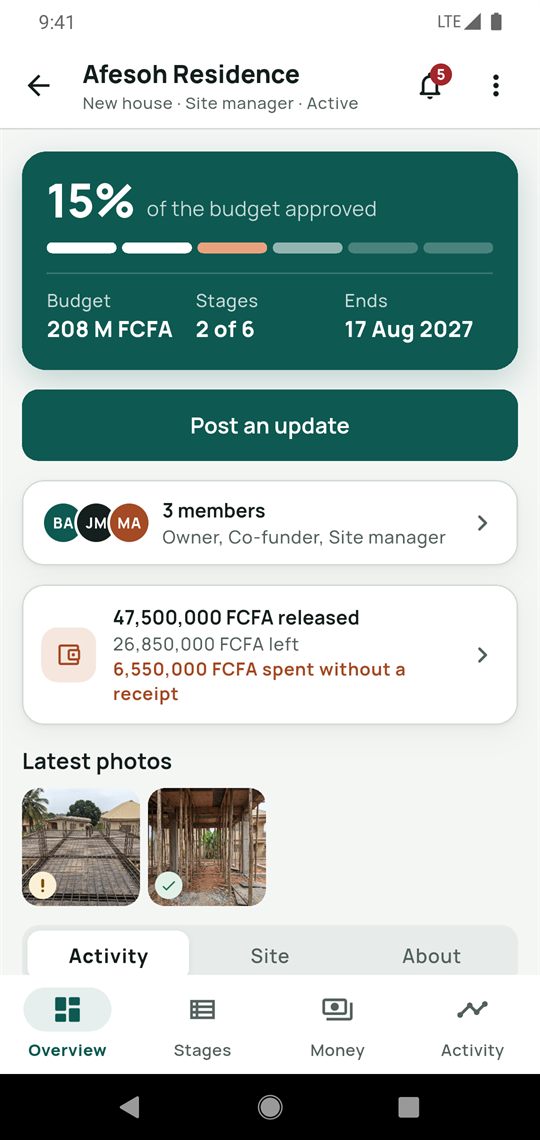 9:41
LTE
Afesoh Residence
5
New house · Site manager · Active
15% of the budget approved
Budget
Stages
Ends
208 M FCFA
2 of 6
17 Aug 2027
Post an update
BA
JM
MA
3 members
Owner, Co-funder, Site manager
47,500,000 FCFA released
26,850,000 FCFA left
6,550,000 FCFA spent without a
receipt
Latest photos
!
Activity
Site
About
Overview
Stages
Money
Activity